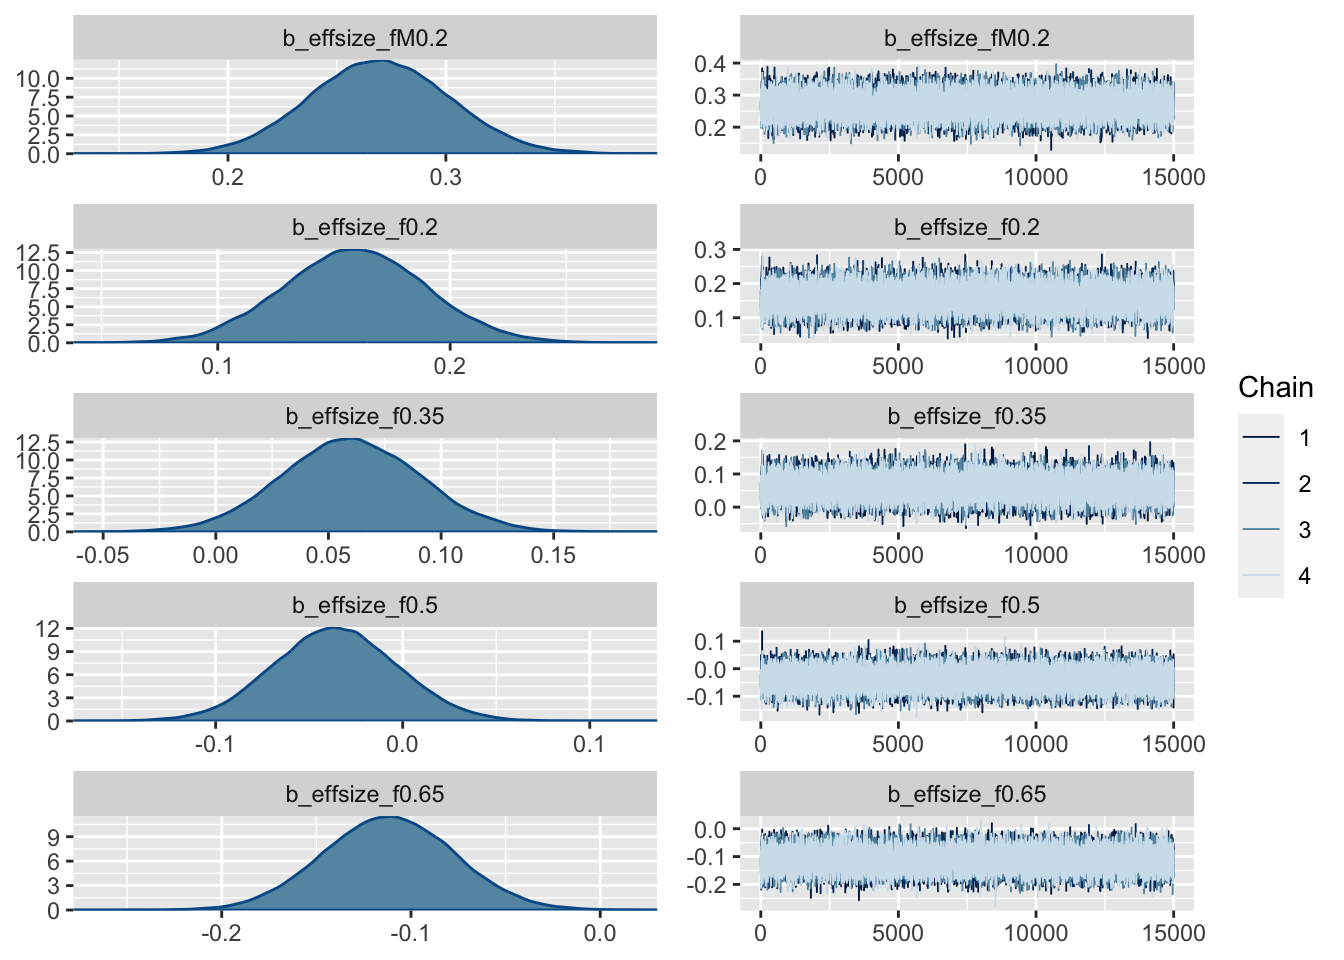 b_effsize_fM0.2
10.0
7.5
5.0
2.5
0.0
0.2 0.3
b_effsize_fM0.2
0.4
0.3
0.2
0 5000 10000 15000
b_effsize_f0.2
12.5
10.0
7.5
5.0
2.5
0.0
0.1 0.2
b_effsize_f0.2
0.3
0.2
0.1
0 5000 10000 15000
b_effsize_f0.35
12.5
10.0
7.5
5.0
2.5
0.0
-0.05 0.00 0.05 0.10 0.15
b_effsize_f0.35
0.2
0.1
0.0
0 5000 10000 15000
b_effsize_f0.5
12
9
6
3
0
-0.1 0.0 0.1
b_effsize_f0.5
0.1
0.0
-0.1
0 5000 10000 15000
b_effsize_f0.65
9
6
3
0
-0.2 -0.1 0.0
b_effsize_f0.65
0.0
-0.1
-0.2
0 5000 10000 15000
Chain
1
2
3
4